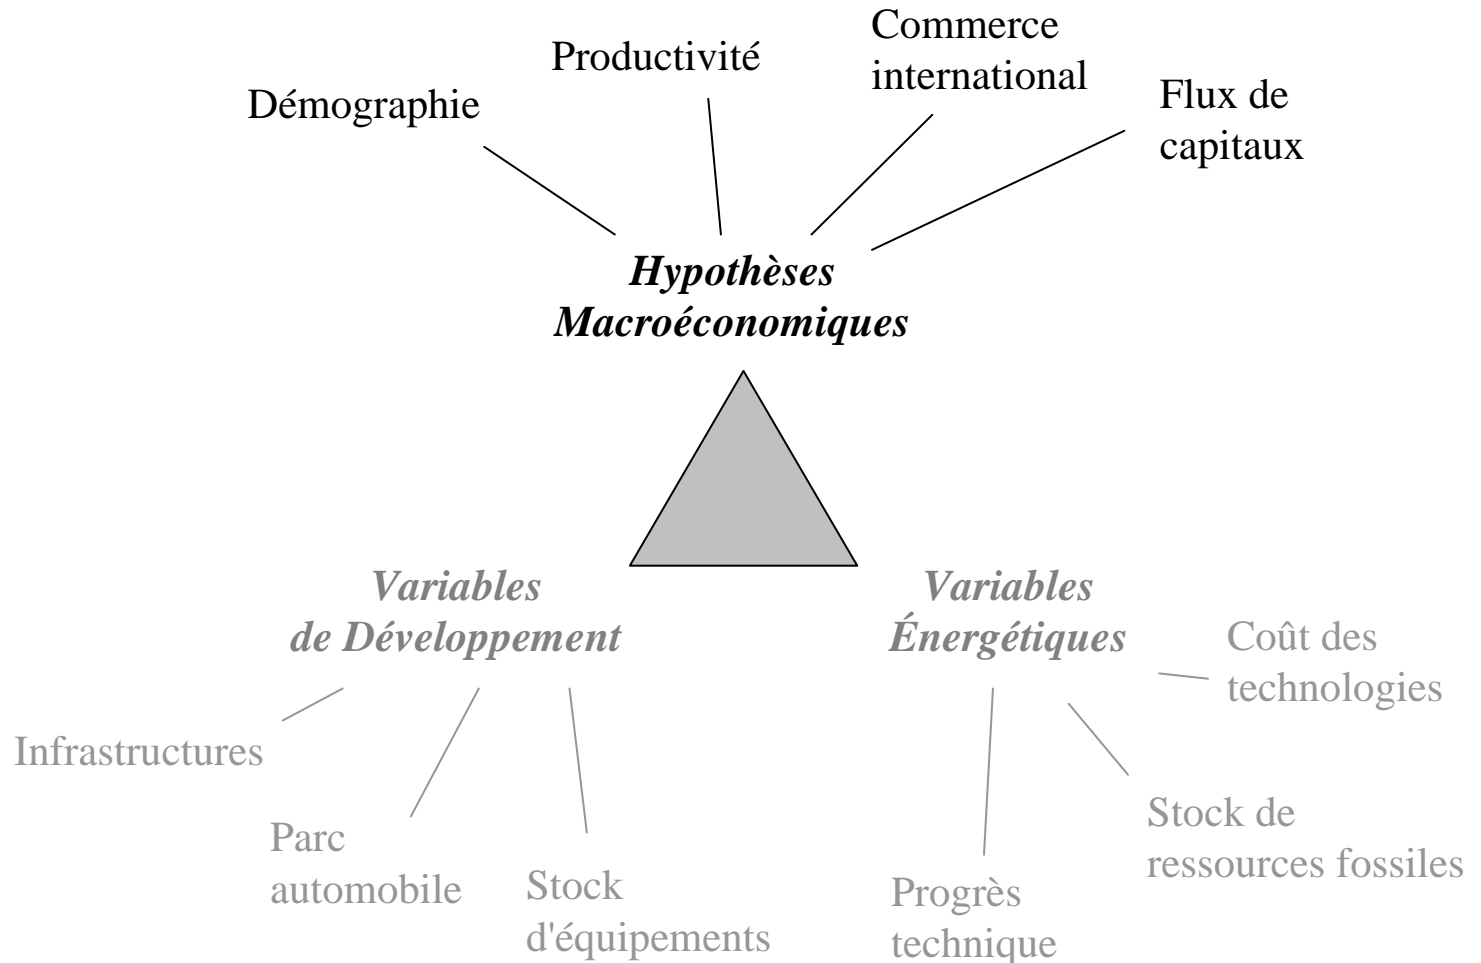 Démographie
Productivité
Commerce
international
Flux de
capitaux
Hypothèses
Macroéconomiques
Variables
de Développement
Variables
Énergétiques
Infrastructures
Parc
automobile
Stock
d'équipements
Progrès
technique
Stock de
ressources fossiles
Coût des
technologies